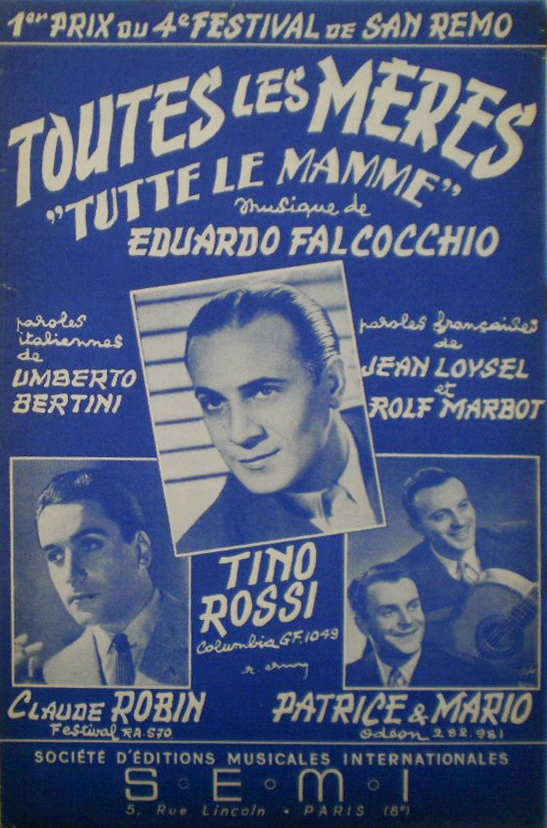 1er PRIX DU 4e FESTIVAL DE SAN REMO
TOUTES LES MÈRES
"TUTTE LE MAMME"
Musique de
EDUARDO FALCOCCHIO
paroles
italiennes
de
UMBERTO
BERTINI
paroles françaises
de
JEAN LOYSEL
et
ROLF MARBOT
TINO
ROSSI
Columbia GF.1049
CLAUDE ROBIN
Festival RA.570
PATRICE & MARIO
Odeon 282.981
SOCIÉTÉ D'ÉDITIONS MUSICALES INTERNATIONALES
S.E.M.I
5, Rue Lincoln • PARIS (8e)